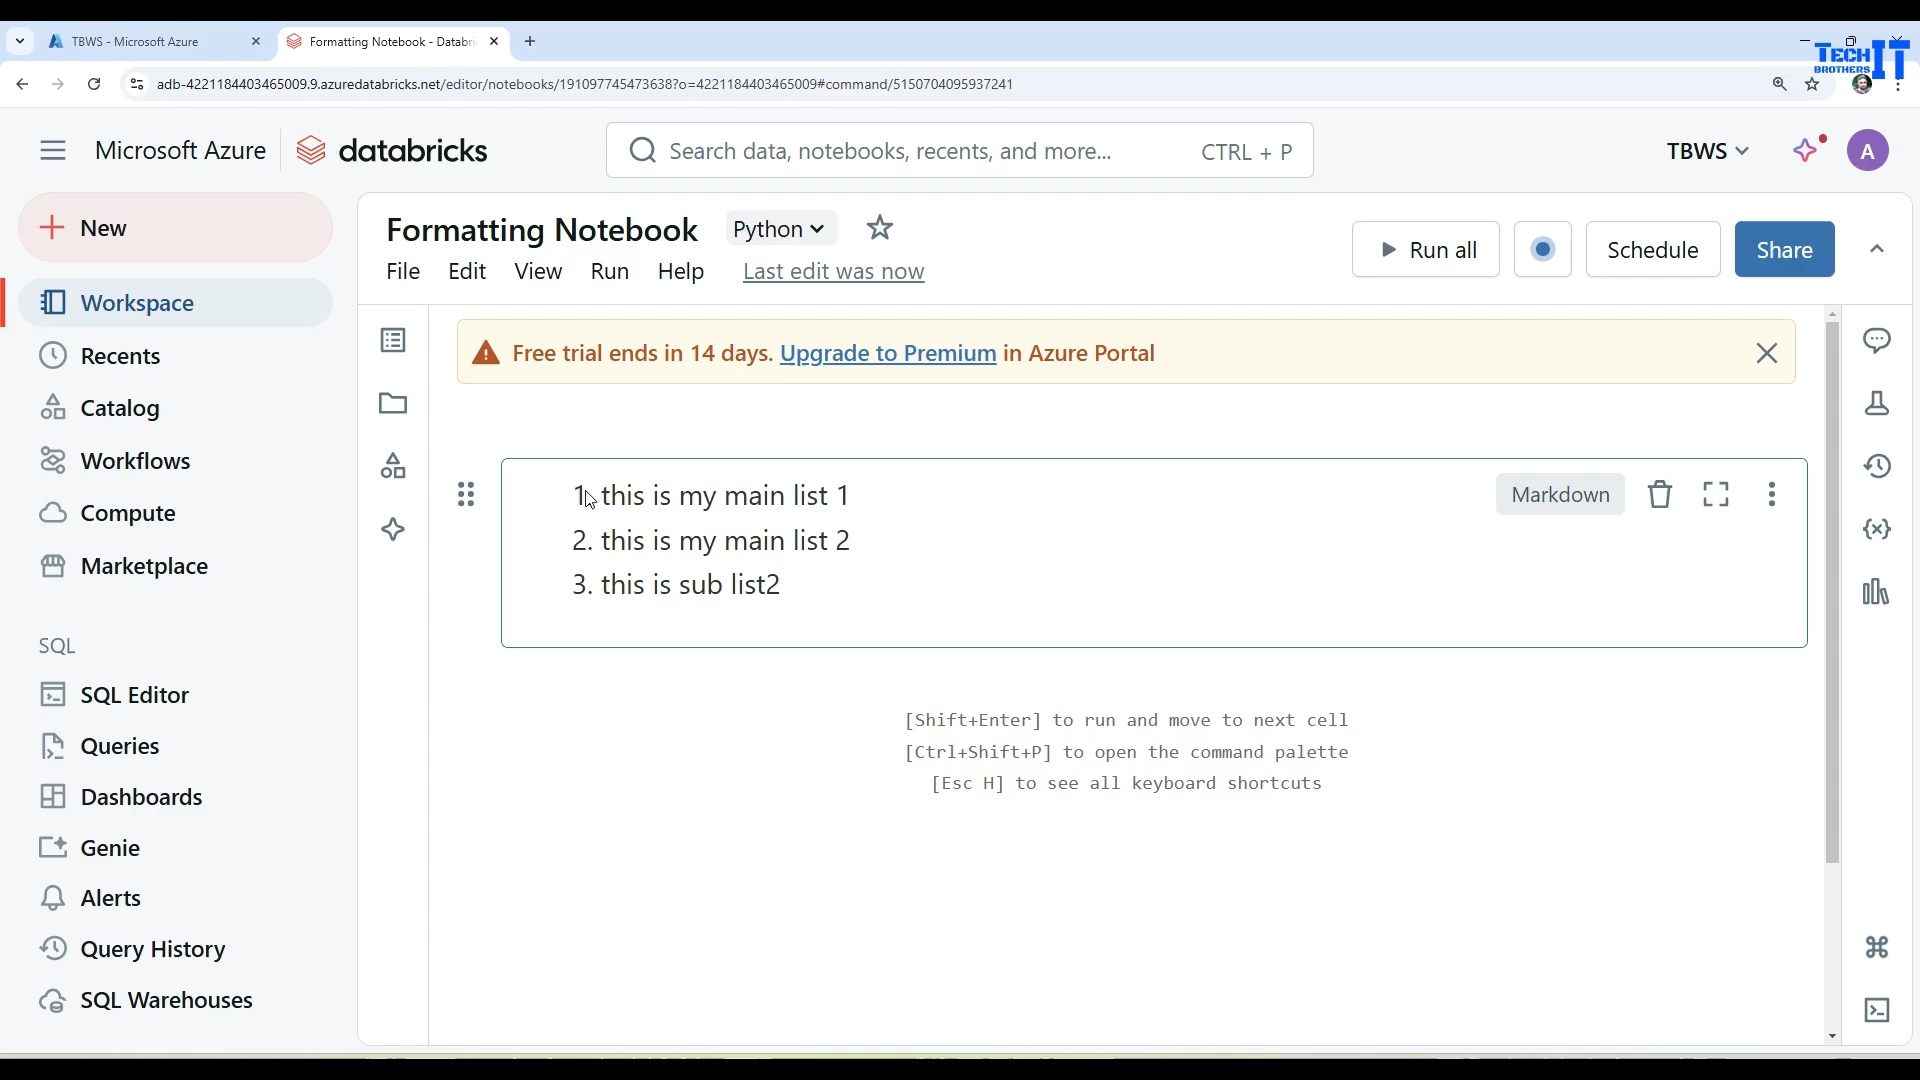 TBWS - Microsoft Azure
Formatting Notebook - Databri
TECH IT
BROTHERS
adb-4221184403465009.9.azuredatabricks.net/editor/notebooks/1910977454736387?o=4221184403465009#command/5150704095937241
Microsoft Azure
databricks
Search data, notebooks, recents, and more...
CTRL + P
TBWS
A
New
Workspace
Recents
Catalog
Workflows
Compute
Marketplace
SQL
SQL Editor
Queries
Dashboards
Genie
Alerts
Query History
SQL Warehouses
Formatting Notebook
Python
File Edit View Run Help Last edit was now
Run all
Schedule
Share
Free trial ends in 14 days. Upgrade to Premium in Azure Portal
1. this is my main list 1
2. this is my main list 2
3. this is sub list2
Markdown
[Shift+Enter] to run and move to next cell
[Ctrl+Shift+P] to open the command palette
[Esc H] to see all keyboard shortcuts